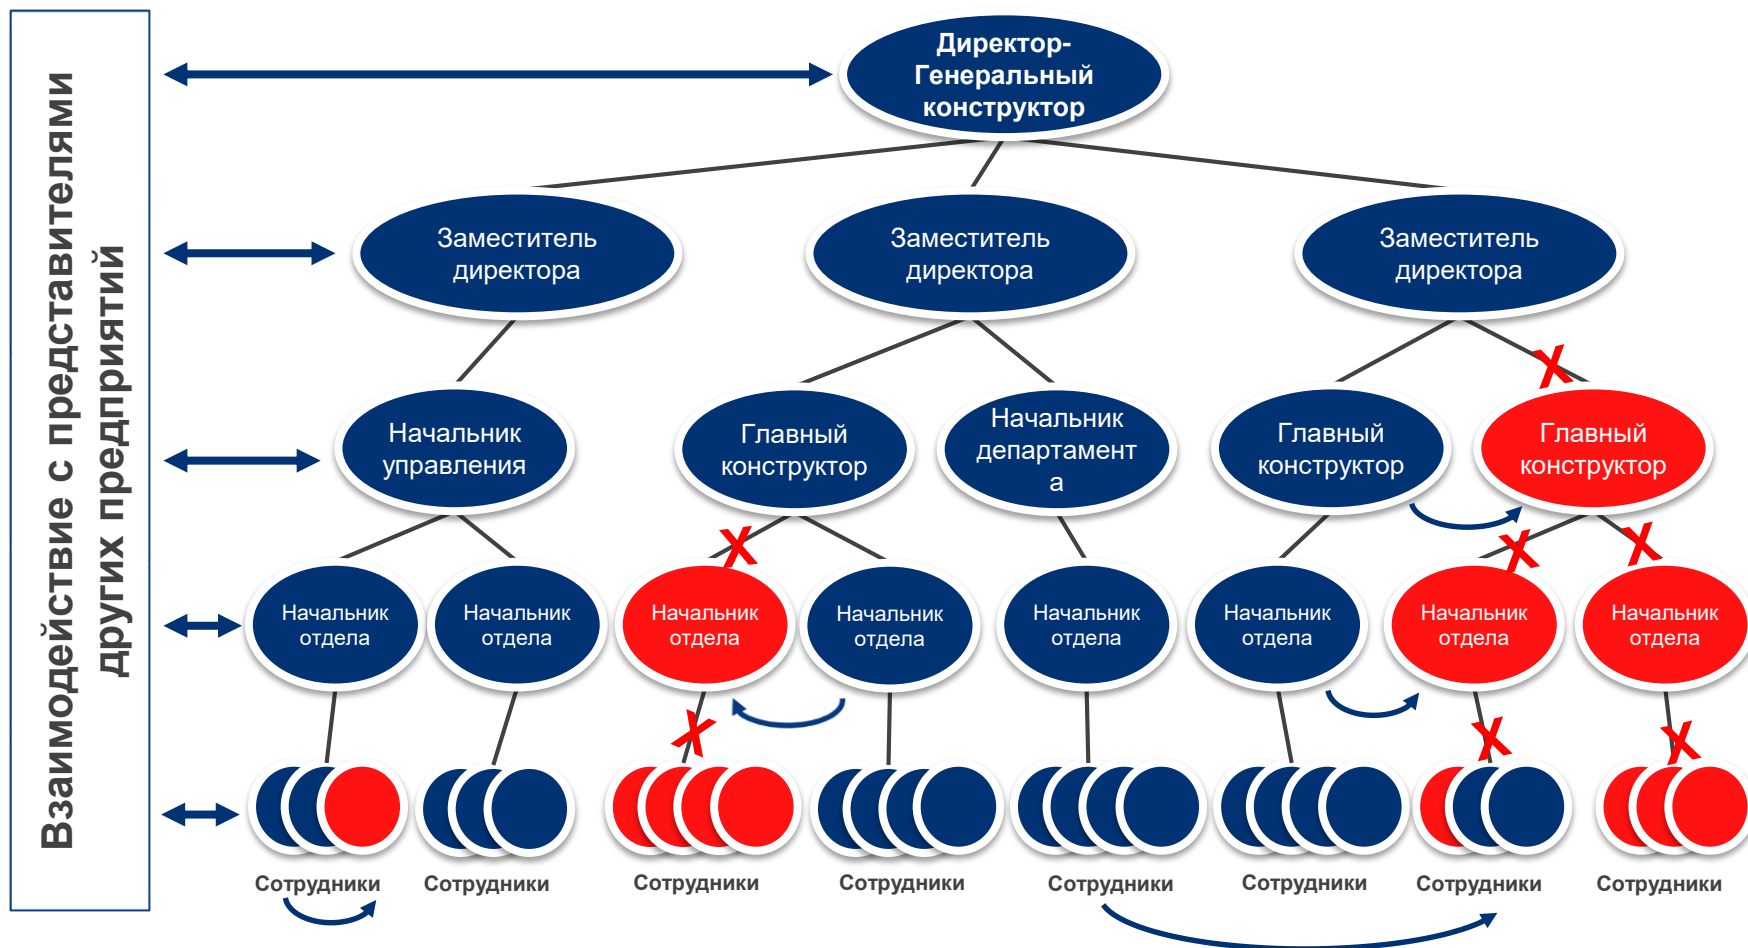 Взаимодействие с представителями
других предприятий
Директор-
Генеральный
конструктор
Заместитель
директора
Заместитель
директора
Заместитель
директора
Начальник
управления
Главный
конструктор
Начальник
департамент
а
Главный
конструктор
Главный
конструктор
Начальник
отдела
Начальник
отдела
Начальник
отдела
Начальник
отдела
Начальник
отдела
Начальник
отдела
Начальник
отдела
Начальник
отдела
Сотрудники
Сотрудники
Сотрудники
Сотрудники
Сотрудники
Сотрудники
Сотрудники
Сотрудники